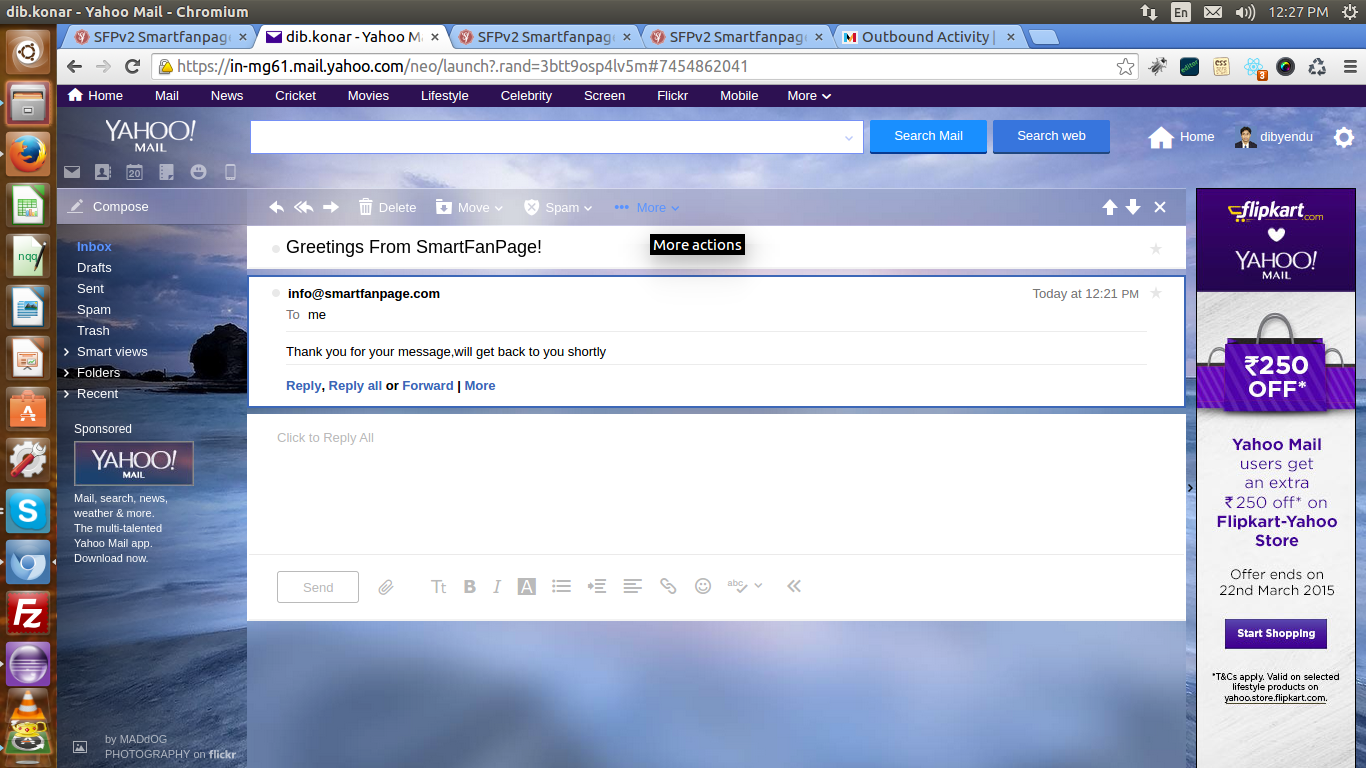 dib.konar - Yahoo Mail - Chromium
En
12:27 PM
SFPv2 Smartfanpage
dib.konar - Yahoo M
SFPv2 Smartfanpage
SFPv2 Smartfanpage
Outbound Activity |
https://in-mg61.mail.yahoo.com/neo/launch?.rand=3btt9osp4lv5m#7454862041
3
Home
Mail
News
Cricket
Movies
Lifestyle
Celebrity
Screen
Flickr
Mobile
More
YAHOO!
MAIL
Search Mail
Search web
Home
dibyendu
20
Compose
Delete
Move
Spam
More
More actions
Inbox
Drafts
Sent
Spam
Trash
Smart views
Folders
Recent
Sponsored
YAHOO!
MAIL
Mail, search, news,
weather & more.
The multi-talented
Yahoo Mail app.
Download now.
by MADdOG
PHOTOGRAPHY on flickr
Greetings From SmartFanPage!
info@smartfanpage.com
Today at 12:21 PM
To me
Thank you for your message,will get back to you shortly
Reply, Reply all or Forward | More
Click to Reply All
Send
Tt
B
I
A
abc
flipkart.com
YAHOO!
MAIL
₹250
OFF*
Yahoo Mail
users get
an extra
₹250 off* on
Flipkart-Yahoo
Store
Offer ends on
22nd March 2015
Start Shopping
*T&Cs apply. Valid on selected
lifestyle products on
yahoo.store.flipkart.com.
nqq
S
Fz